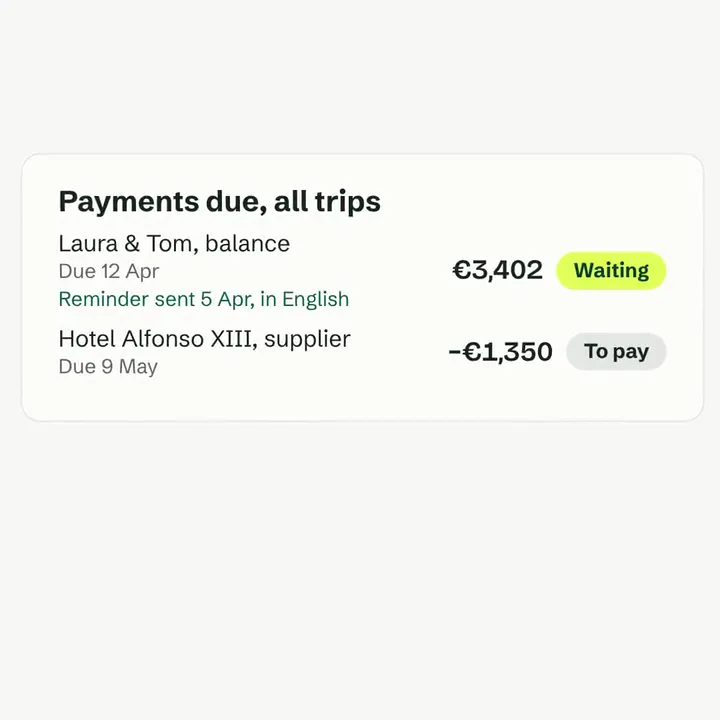 Payments due, all trips
Laura & Tom, balance
Due 12 Apr
Reminder sent 5 Apr, in English
€3,402 Waiting
Hotel Alfonso XIII, supplier
Due 9 May
−€1,350 To pay